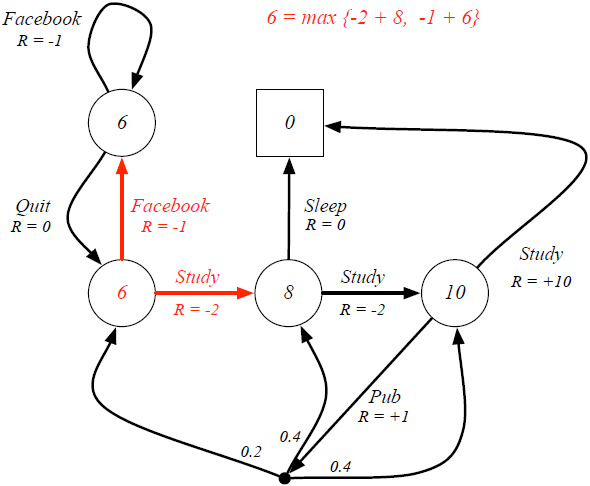 Facebook
R = -1
6 = max {-2 + 8, -1 + 6}
6
0
Quit
R = 0
Facebook
R = -1
Sleep
R = 0
Study
R = +10
6
Study
R = -2
8
Study
R = -2
10
Pub
R = +1
0.2
0.4
0.4